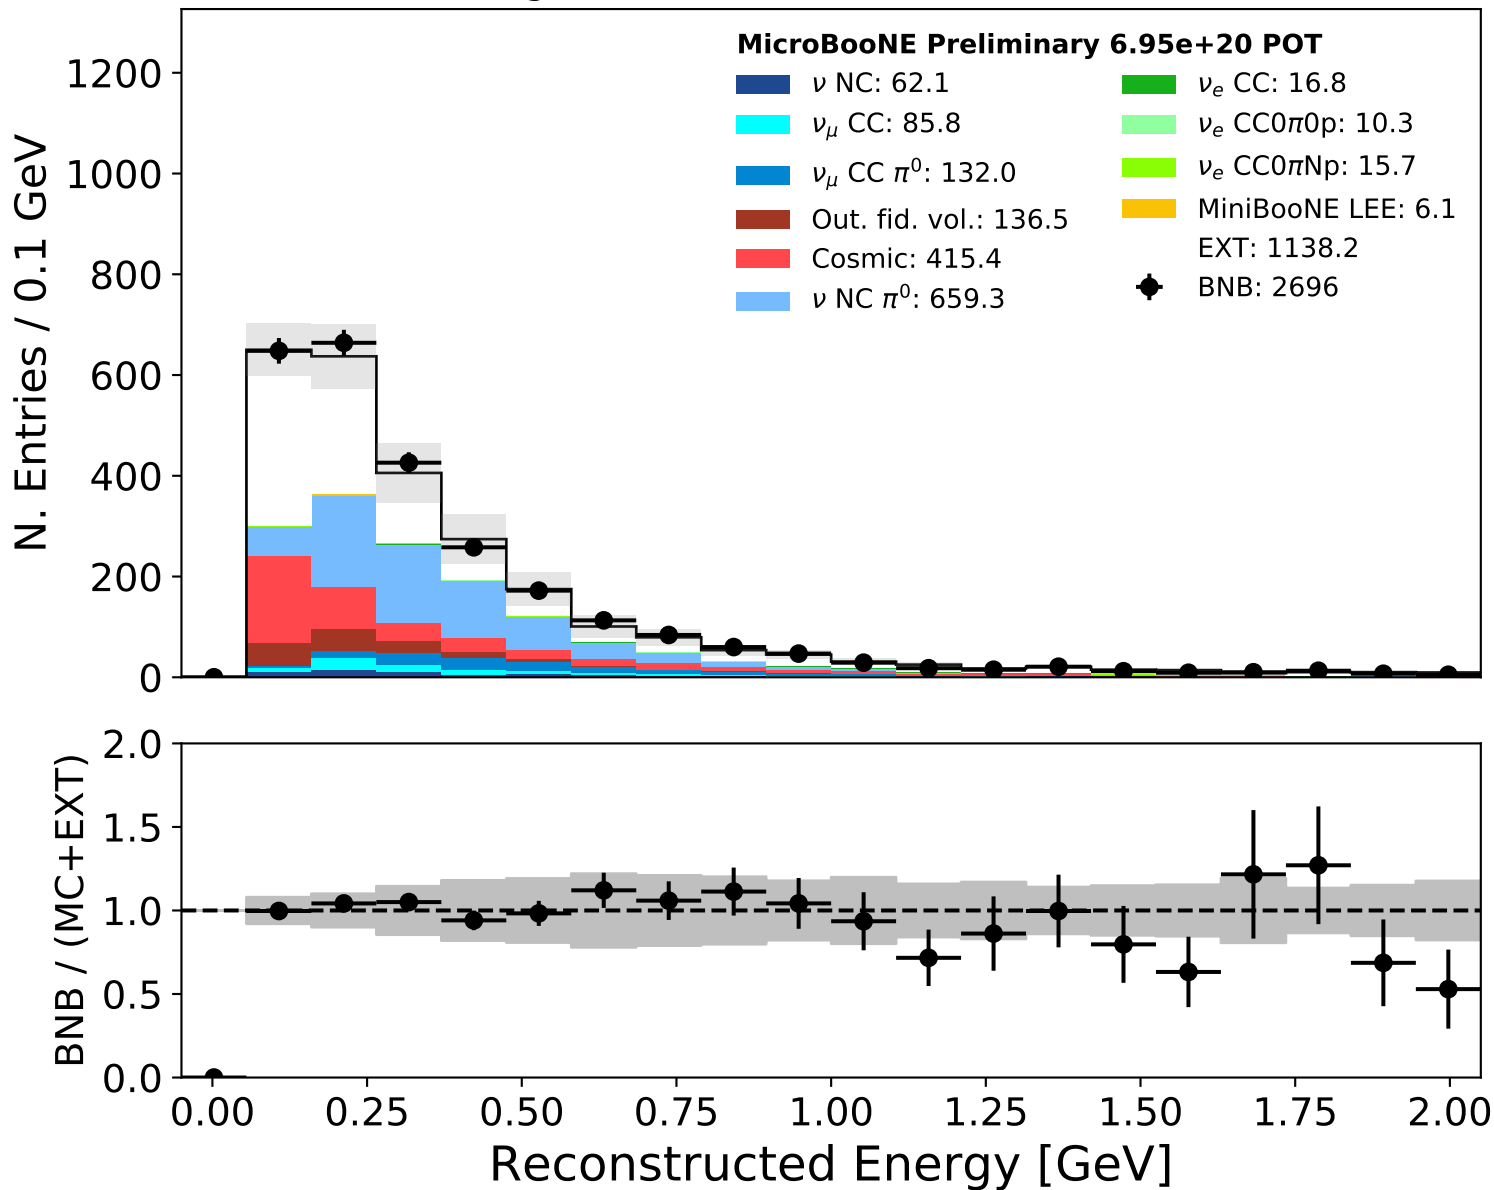 MicroBooNE Preliminary 6.95e+20 POT
ν NC: 62.1
ν_μ CC: 85.8
ν_μ CC π⁰: 132.0
Out. fid. vol.: 136.5
Cosmic: 415.4
ν NC π⁰: 659.3
ν_e CC: 16.8
ν_e CC0π0p: 10.3
ν_e CC0πNp: 15.7
MiniBooNE LEE: 6.1
EXT: 1138.2
BNB: 2696
N. Entries / 0.1 GeV
1200
1000
800
600
400
200
0
BNB / (MC+EXT)
2.0
1.5
1.0
0.5
0.0
0.00 0.25 0.50 0.75 1.00 1.25 1.50 1.75 2.00
Reconstructed Energy [GeV]